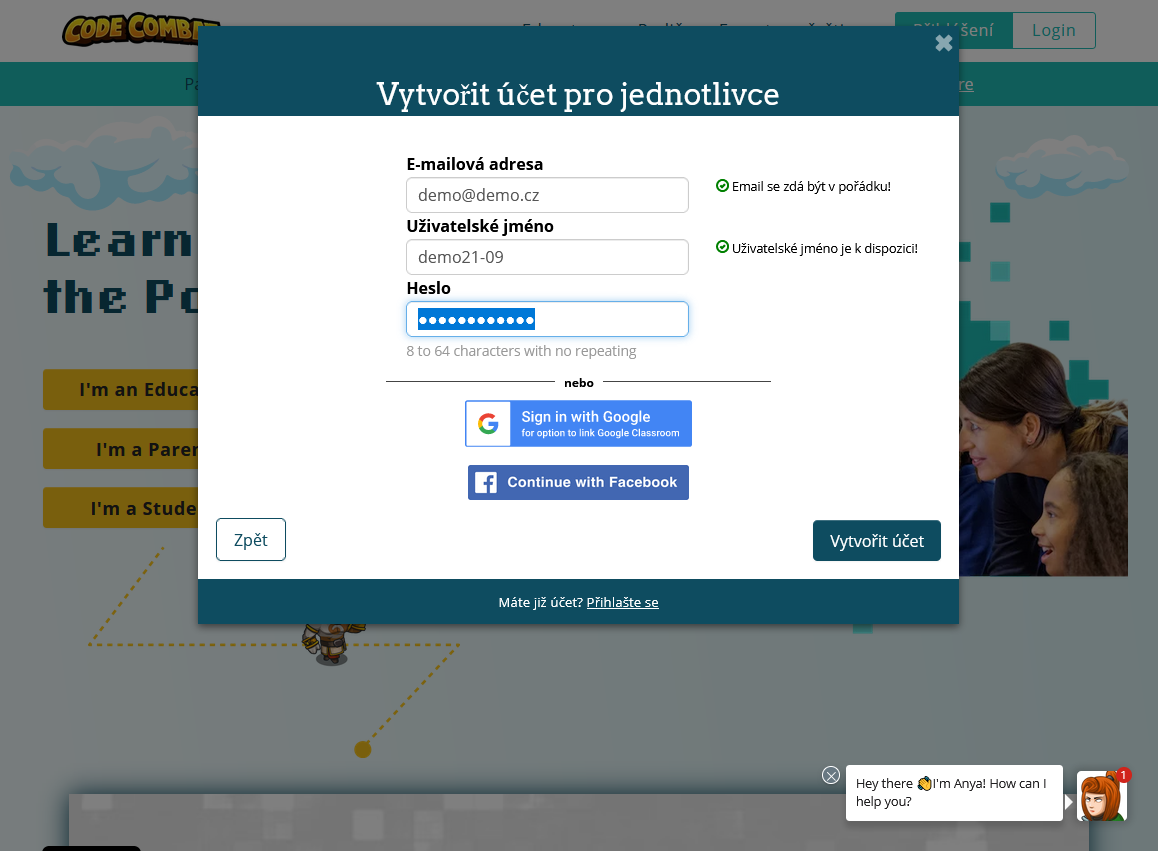 CODE COMBAT
Login
Vytvořit účet pro jednotlivce
E-mailová adresa
demo@demo.cz
Email se zdá být v pořádku!
Uživatelské jméno
demo21-09
Uživatelské jméno je k dispozici!
Heslo
••••••••••••
8 to 64 characters with no repeating
nebo
Sign in with Google
for option to link Google Classroom
Continue with Facebook
Zpět
Vytvořit účet
Máte již účet? Přihlašte se
Learn
the Po
I'm an Educa
I'm a Paren
I'm a Stude
Hey there 👏I'm Anya! How can I
help you?
1